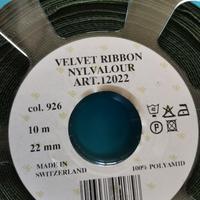 VELVET RIBBON
NYLVALOUR
ART.12022
col. 926
10 m
22 mm
MADE IN
SWITZERLAND
100% POLYAMID